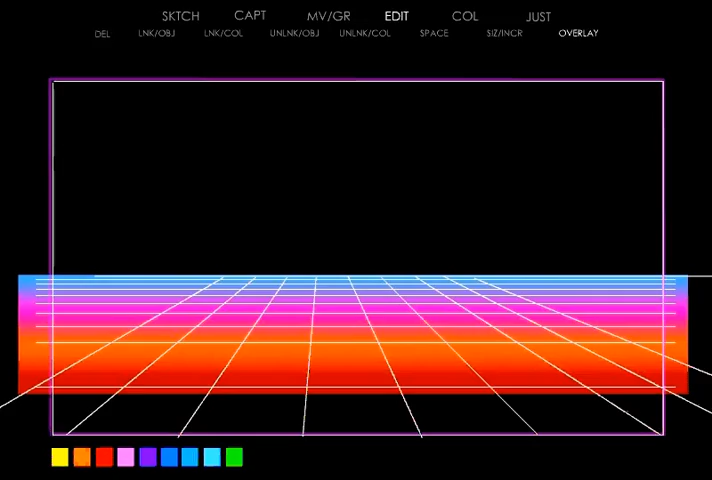 SKTCH CAPT MV/GR EDIT COL JUST
DEL LNK/OBJ LNK/COL UNLNK/OBJ UNLNK/COL SPACE SIZ/INCR OVERLAY